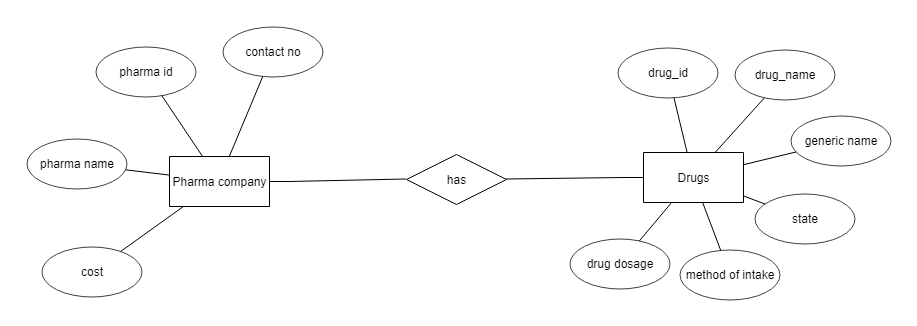 contact no
pharma id
drug_id
drug_name
generic name
pharma name
Pharma company
has
Drugs
state
cost
drug dosage
method of intake